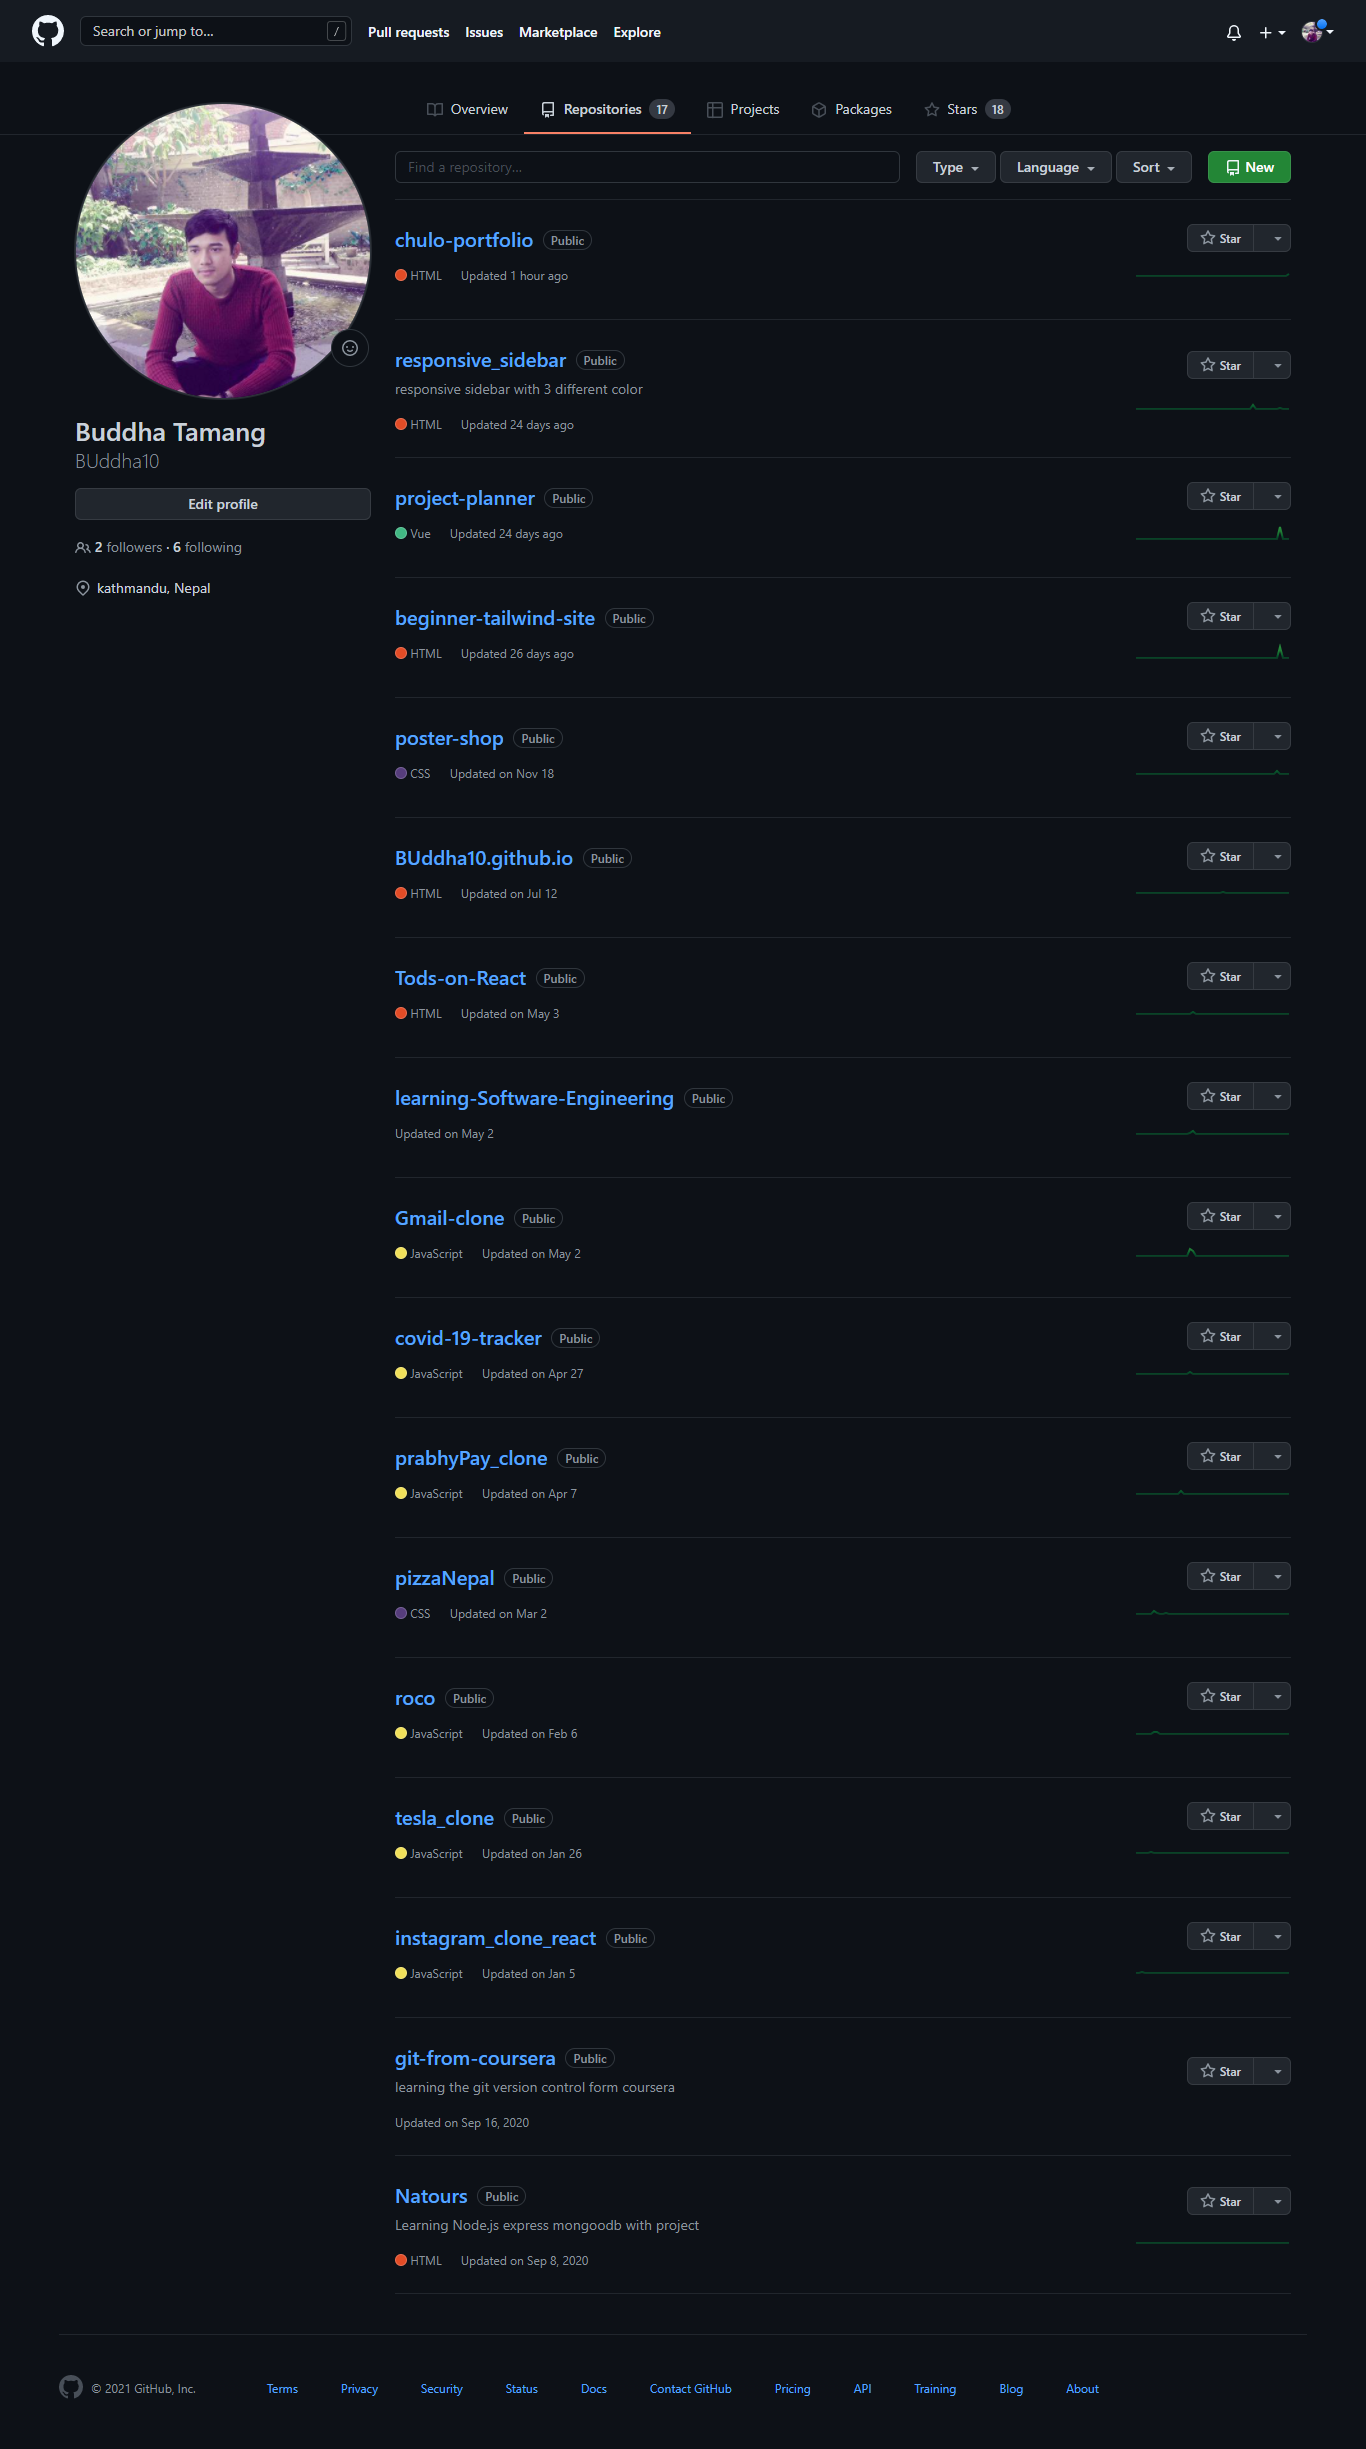 Search or jump to... /
Pull requests Issues Marketplace Explore
Overview Repositories 17 Projects Packages Stars 18
Find a repository... Type Language Sort New
Buddha Tamang
BUddha10
Edit profile
2 followers · 6 following
kathmandu, Nepal
chulo-portfolio Public Star
HTML Updated 1 hour ago
responsive_sidebar Public Star
responsive sidebar with 3 different color
HTML Updated 24 days ago
project-planner Public Star
Vue Updated 24 days ago
beginner-tailwind-site Public Star
HTML Updated 26 days ago
poster-shop Public Star
CSS Updated on Nov 18
BUddha10.github.io Public Star
HTML Updated on Jul 12
Tods-on-React Public Star
HTML Updated on May 3
learning-Software-Engineering Public Star
Updated on May 2
Gmail-clone Public Star
JavaScript Updated on May 2
covid-19-tracker Public Star
JavaScript Updated on Apr 27
prabhyPay_clone Public Star
JavaScript Updated on Apr 7
pizzaNepal Public Star
CSS Updated on Mar 2
roco Public Star
JavaScript Updated on Feb 6
tesla_clone Public Star
JavaScript Updated on Jan 26
instagram_clone_react Public Star
JavaScript Updated on Jan 5
git-from-coursera Public Star
learning the git version control form coursera
Updated on Sep 16, 2020
Natours Public Star
Learning Node.js express mongoodb with project
HTML Updated on Sep 8, 2020
© 2021 GitHub, Inc. Terms Privacy Security Status Docs Contact GitHub Pricing API Training Blog About